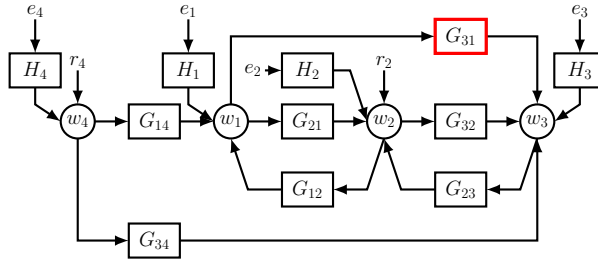 e₄ e₁ e₃
G₃₁
H₄ r₄ H₁ e₂ H₂ r₂ H₃
w₄ G₁₄ w₁ G₂₁ w₂ G₃₂ w₃
G₁₂ G₂₃
G₃₄